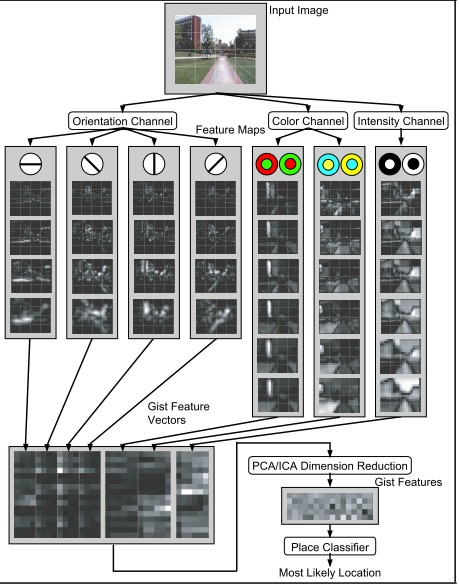 Input Image
Orientation Channel
Feature Maps
Color Channel
Intensity Channel
Gist Feature
Vectors
PCA/ICA Dimension Reduction
Gist Features
Place Classifier
Most Likely Location